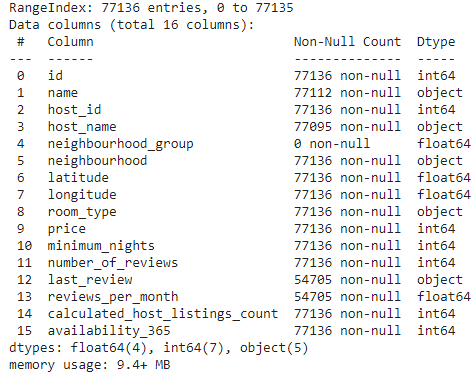 RangeIndex: 77136 entries, 0 to 77135
Data columns (total 16 columns):
 #   Column                          Non-Null Count  Dtype
---  ------                          --------------  -----
 0   id                              77136 non-null  int64
 1   name                            77112 non-null  object
 2   host_id                         77136 non-null  int64
 3   host_name                       77095 non-null  object
 4   neighbourhood_group             0 non-null      float64
 5   neighbourhood                   77136 non-null  object
 6   latitude                        77136 non-null  float64
 7   longitude                       77136 non-null  float64
 8   room_type                       77136 non-null  object
 9   price                           77136 non-null  int64
 10  minimum_nights                  77136 non-null  int64
 11  number_of_reviews               77136 non-null  int64
 12  last_review                     54705 non-null  object
 13  reviews_per_month               54705 non-null  float64
 14  calculated_host_listings_count  77136 non-null  int64
 15  availability_365                77136 non-null  int64
dtypes: float64(4), int64(7), object(5)
memory usage: 9.4+ MB